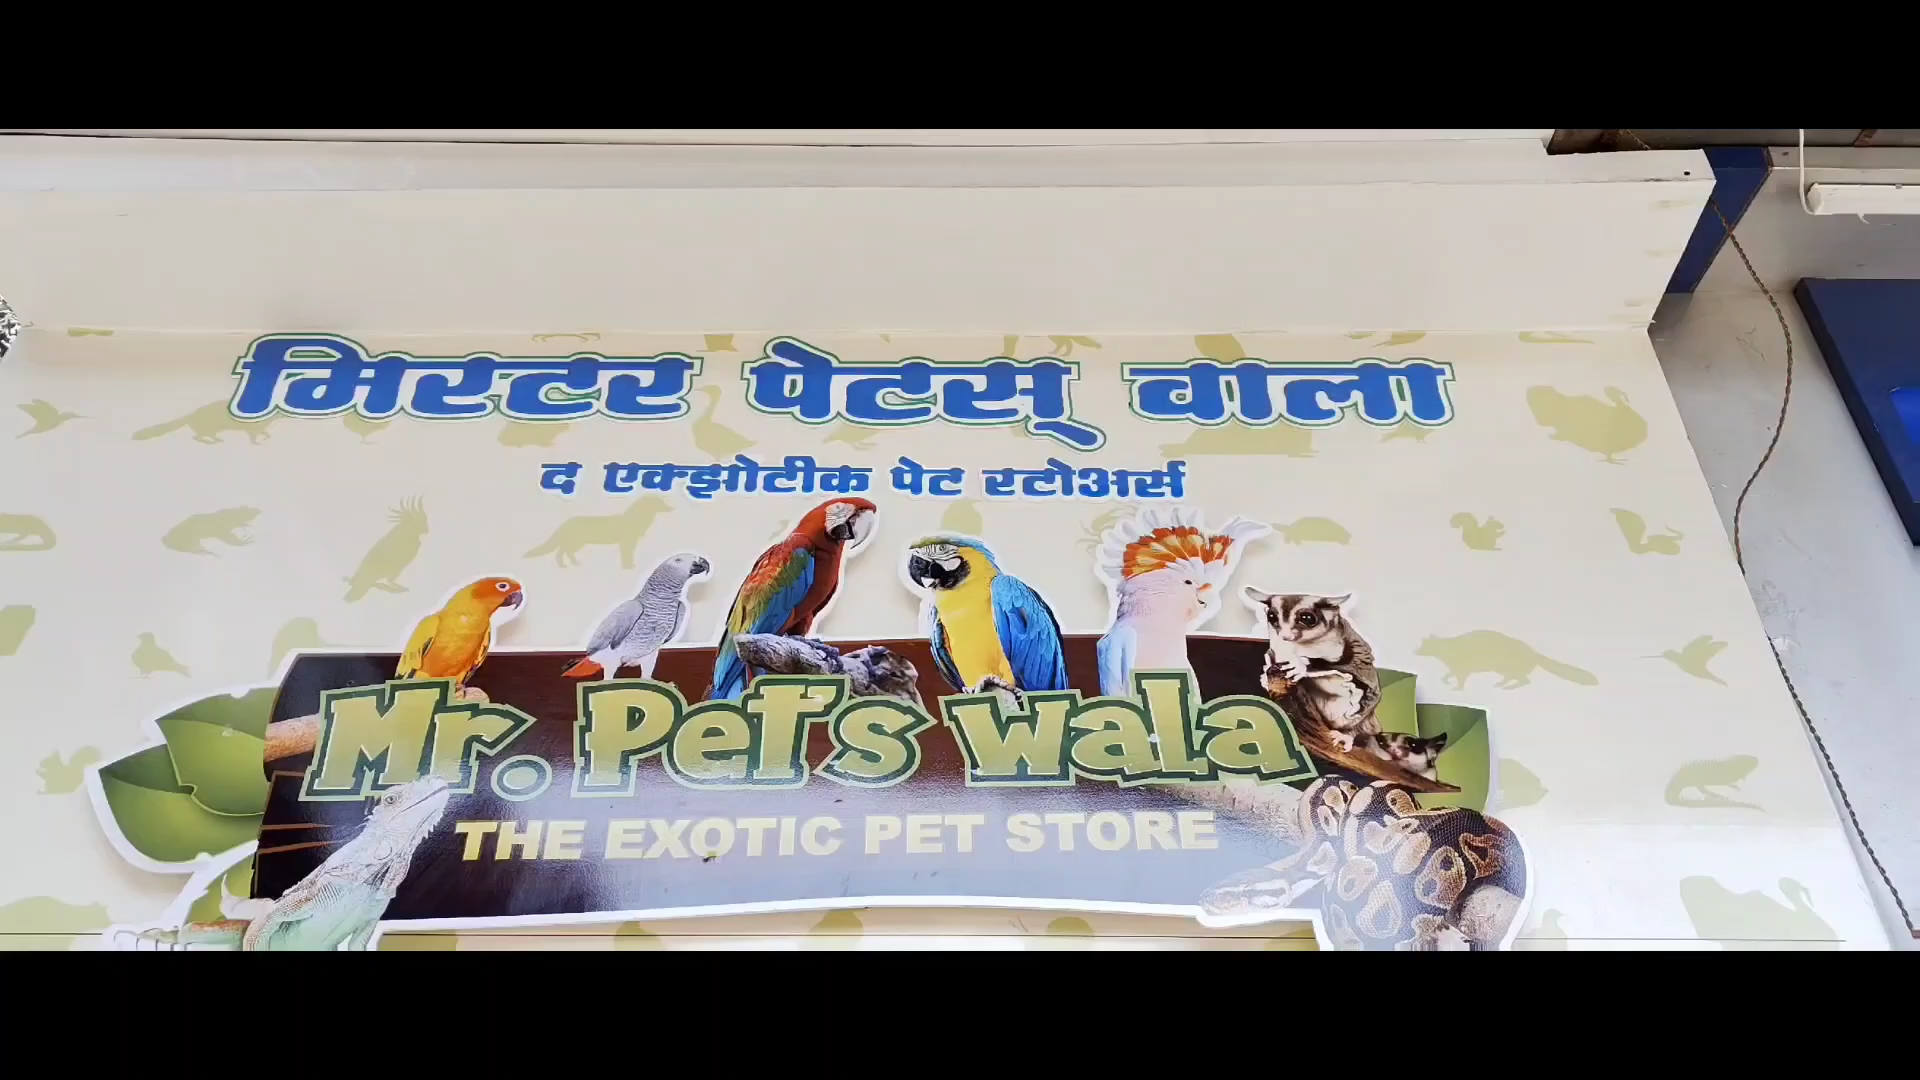 मिस्टर पेटस् वाला
द एक्झोटीक पेट स्टोअर्स
Mr. Pet's Wala
THE EXOTIC PET STORE